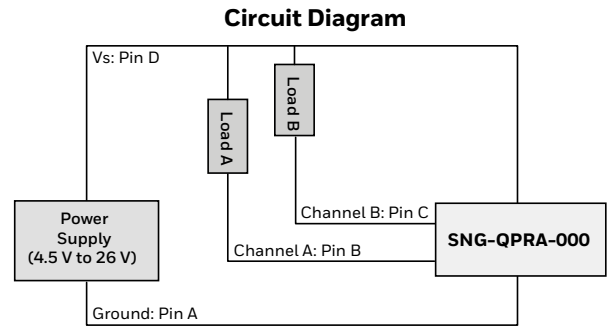 Circuit Diagram
Vs: Pin D
Load A
Load B
Channel B: Pin C
Channel A: Pin B
Power
Supply
(4.5 V to 26 V)
SNG-QPRA-000
Ground: Pin A